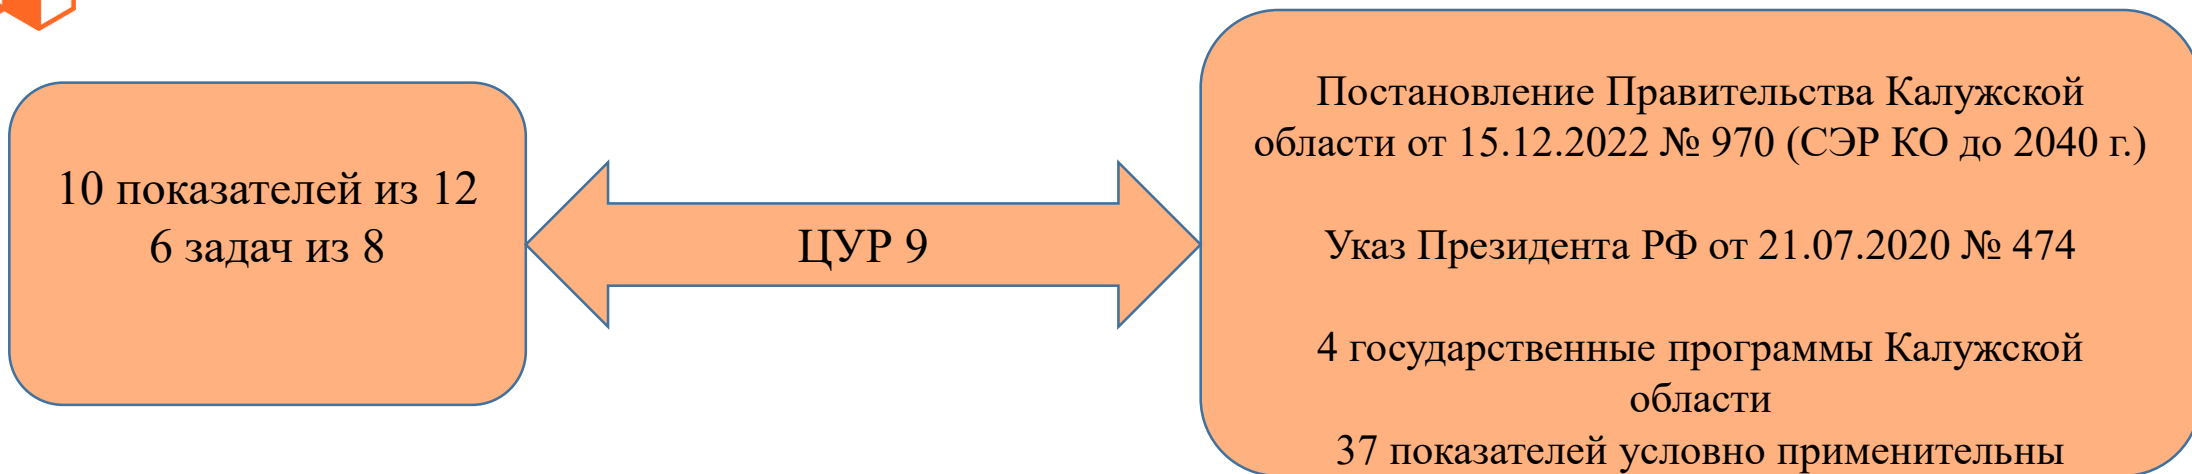 10 показателей из 12
6 задач из 8
ЦУР 9
Постановление Правительства Калужской
области от 15.12.2022 № 970 (СЭР КО до 2040 г.)
Указ Президента РФ от 21.07.2020 № 474
4 государственные программы Калужской
области
37 показателей условно применительны